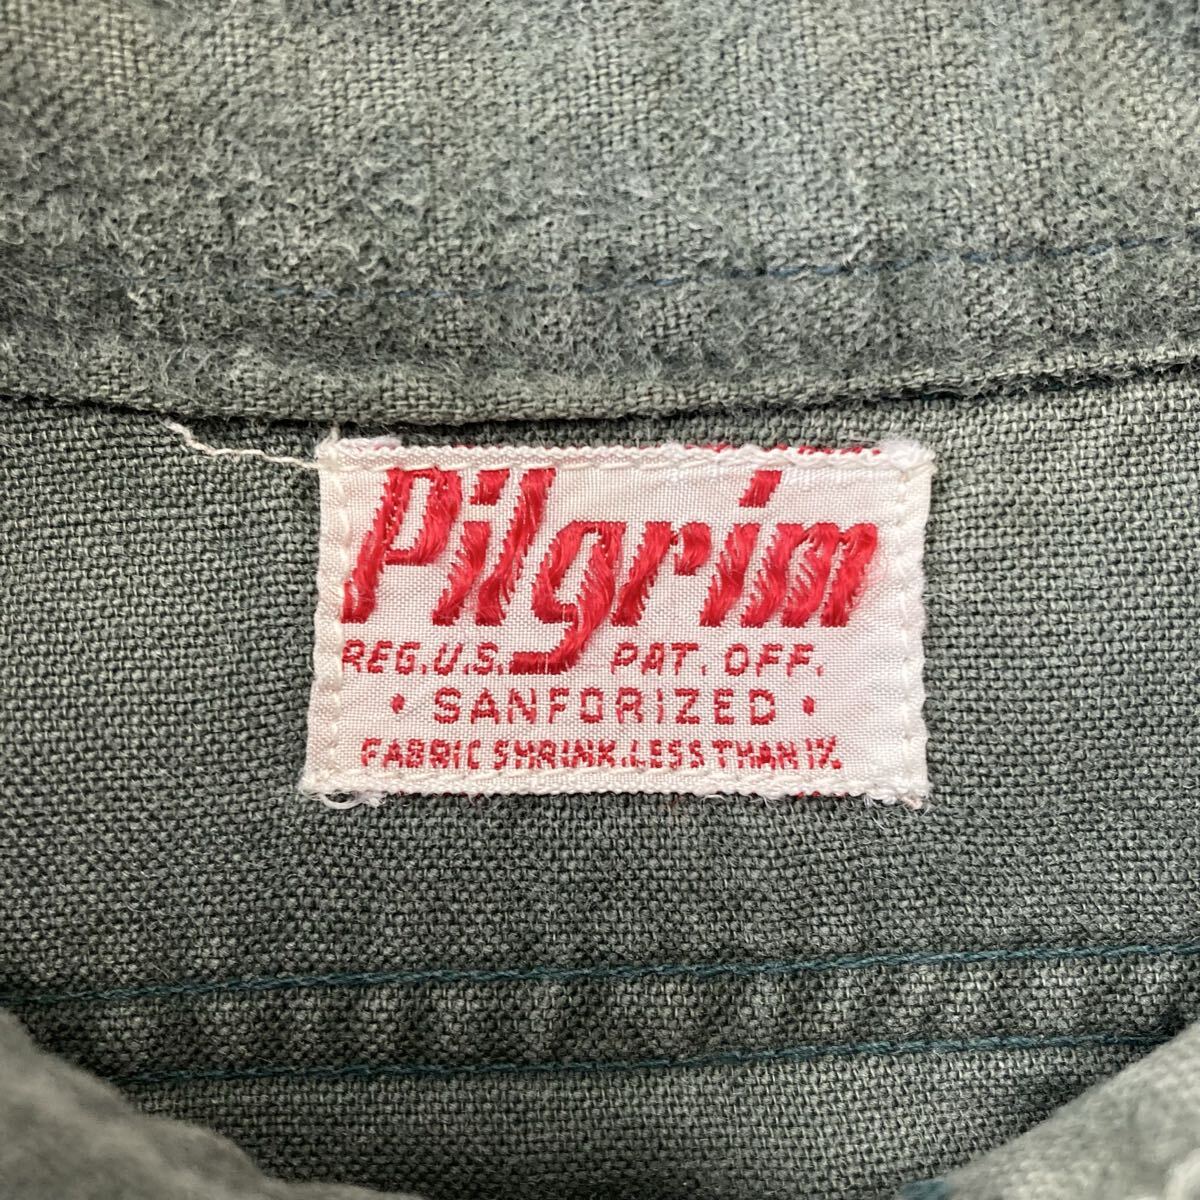 Pilgrim
REG. U.S. PAT. OFF.
• SANFORIZED •
FABRIC SHRINK. LESS THAN 1%